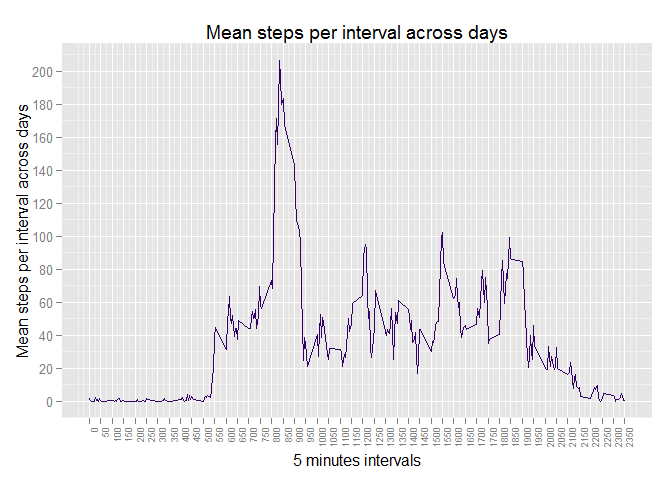 Mean steps per interval across days
Mean steps per interval across days
200
180
160
140
120
100
80
60
40
20
0
0 50 100 150 200 250 300 350 400 450 500 550 600 650 700 750 800 850 900 950 1000 1050 1100 1150 1200 1250 1300 1350 1400 1450 1500 1550 1600 1650 1700 1750 1800 1850 1900 1950 2000 2050 2100 2150 2200 2250 2300 2350
5 minutes intervals